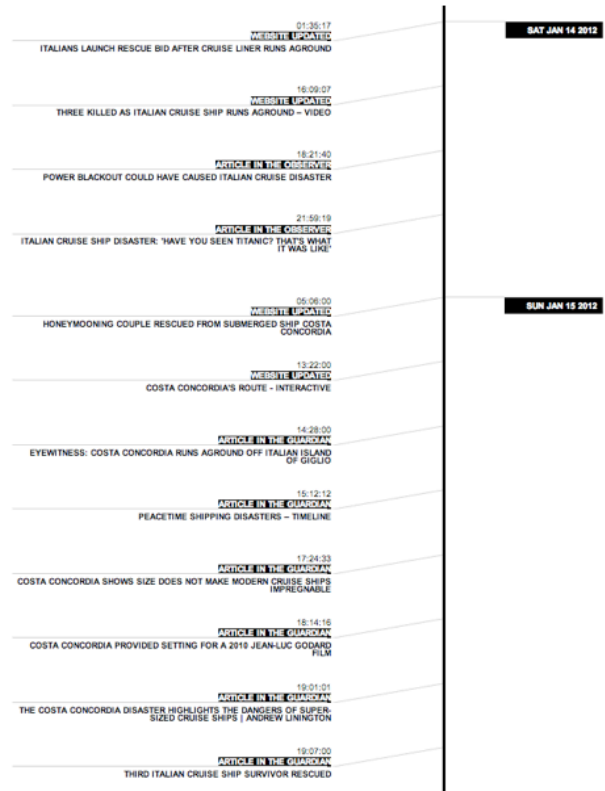 01:35:17
SAT JAN 14 2012
WEBSITE UPDATED
ITALIANS LAUNCH RESCUE BID AFTER CRUISE LINER RUNS AGROUND
16:09:07
WEBSITE UPDATED
THREE KILLED AS ITALIAN CRUISE SHIP RUNS AGROUND – VIDEO
18:21:40
ARTICLE IN THE OBSERVER
POWER BLACKOUT COULD HAVE CAUSED ITALIAN CRUISE DISASTER
21:59:19
ARTICLE IN THE OBSERVER
ITALIAN CRUISE SHIP DISASTER: 'HAVE YOU SEEN TITANIC? THAT'S WHAT
IT WAS LIKE'
05:06:00
SUN JAN 15 2012
WEBSITE UPDATED
HONEYMOONING COUPLE RESCUED FROM SUBMERGED SHIP COSTA
CONCORDIA
13:22:00
WEBSITE UPDATED
COSTA CONCORDIA'S ROUTE - INTERACTIVE
14:28:00
ARTICLE IN THE GUARDIAN
EYEWITNESS: COSTA CONCORDIA RUNS AGROUND OFF ITALIAN ISLAND
OF GIGLIO
15:12:12
ARTICLE IN THE GUARDIAN
PEACETIME SHIPPING DISASTERS – TIMELINE
17:24:33
ARTICLE IN THE GUARDIAN
COSTA CONCORDIA SHOWS SIZE DOES NOT MAKE MODERN CRUISE SHIPS
IMPREGNABLE
18:14:16
ARTICLE IN THE GUARDIAN
COSTA CONCORDIA PROVIDED SETTING FOR A 2010 JEAN-LUC GODARD
FILM
19:01:01
ARTICLE IN THE GUARDIAN
THE COSTA CONCORDIA DISASTER HIGHLIGHTS THE DANGERS OF SUPER-
SIZED CRUISE SHIPS | ANDREW LININGTON
19:07:00
ARTICLE IN THE GUARDIAN
THIRD ITALIAN CRUISE SHIP SURVIVOR RESCUED